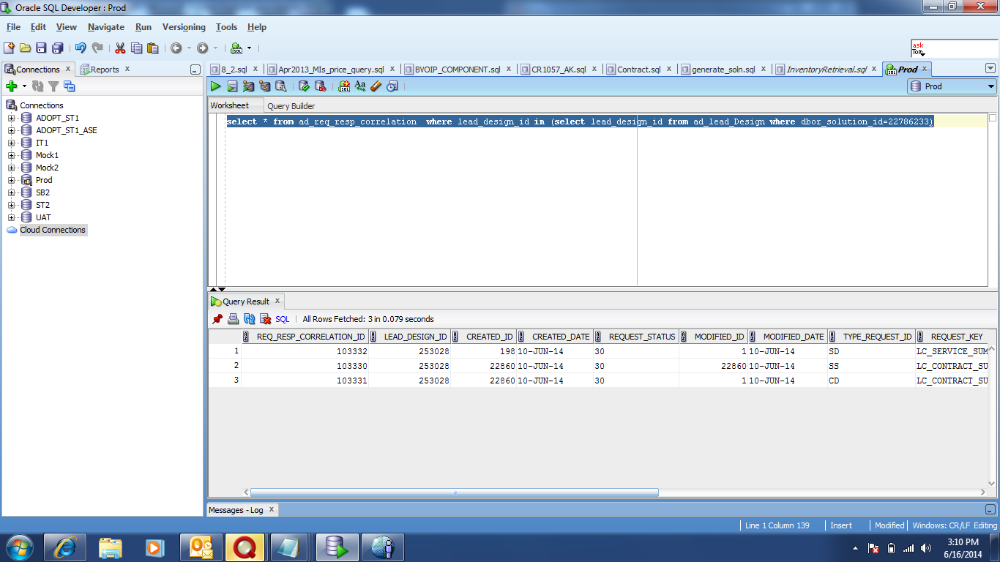 Oracle SQL Developer : Prod
File Edit View Navigate Run Versioning Tools Help
ask
Tom
Connections x Reports x
8_2.sql x Apr2013_MIs_price_query.sql x BVOIP_COMPONENT.sql x CR1057_AK.sql x Contract.sql x generate_soln.sql x InventoryRetrieval.sql x Prod x
Prod
Worksheet Query Builder
select * from ad_req_resp_correlation  where lead_design_id in (select lead_design_id from ad_lead_Design where dbor_solution_id=22786233)
Connections
ADOPT_ST1
ADOPT_ST1_ASE
IT1
Mock1
Mock2
Prod
SB2
ST2
UAT
Cloud Connections
Query Result x
SQL | All Rows Fetched: 3 in 0.079 seconds
REQ_RESP_CORRELATION_ID LEAD_DESIGN_ID CREATED_ID CREATED_DATE REQUEST_STATUS MODIFIED_ID MODIFIED_DATE TYPE_REQUEST_ID REQUEST_KEY
1 103332 253028 198 10-JUN-14 30 1 10-JUN-14 SD LC_SERVICE_SUM
2 103330 253028 22860 10-JUN-14 30 22860 10-JUN-14 SS LC_CONTRACT_SU
3 103331 253028 22860 10-JUN-14 30 1 10-JUN-14 CD LC_CONTRACT_SU
Messages - Log x
Line 1 Column 139 Insert Modified Windows: CR/LF Editing
3:10 PM
6/16/2014